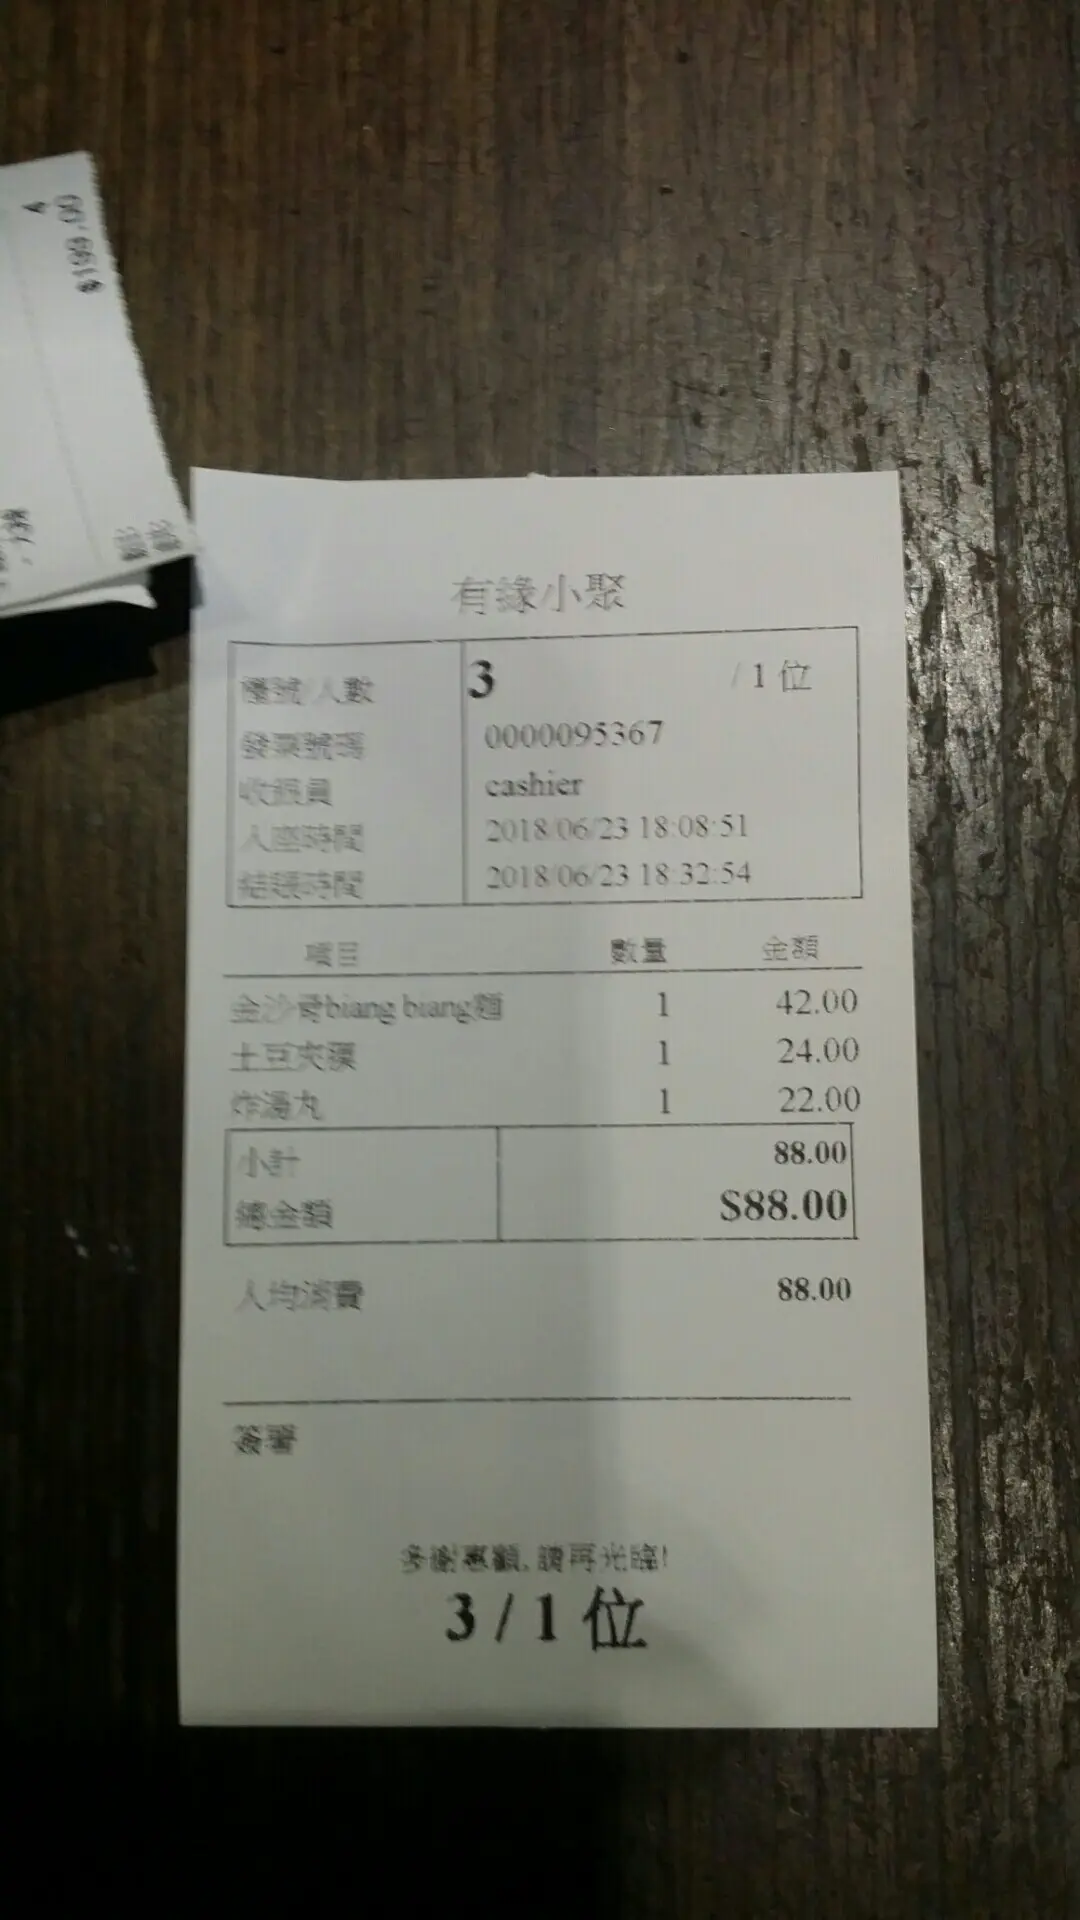 $199.00
有緣小聚
檯號/人數 3 / 1 位
發票號碼 0000095367
收銀員 cashier
入座時間 2018/06/23 18:08:51
結賬時間 2018/06/23 18:32:54
項目 數量 金額
金沙骨biang biang麵 1 42.00
土豆夾饃 1 24.00
炸湯丸 1 22.00
小計 88.00
總金額 $88.00
人均消費 88.00
簽署
多謝惠顧,請再光臨!
3 / 1 位